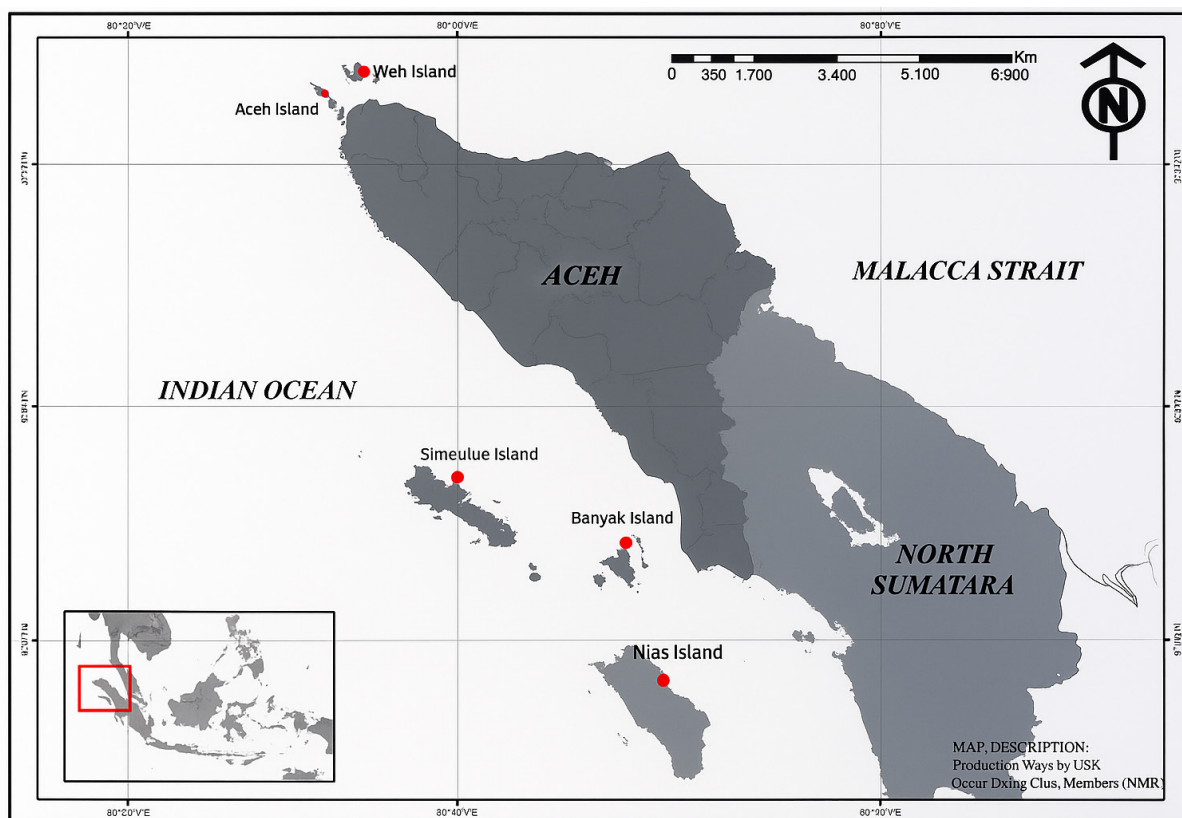 80°20'V/E
80°00'V/E
80°80'V/E
Km
0 350 1.700 3.400 5.100 6:900
N
Weh Island
Aceh Island
ACEH
MALACCA STRAIT
INDIAN OCEAN
Simeulue Island
Banyak Island
NORTH
SUMATARA
Nias Island
MAP, DESCRIPTION:
Production Ways by USK
Occur Dxing Clus, Members (NMR)
80°20'V/E
80°40'V/E
80°90'V/E